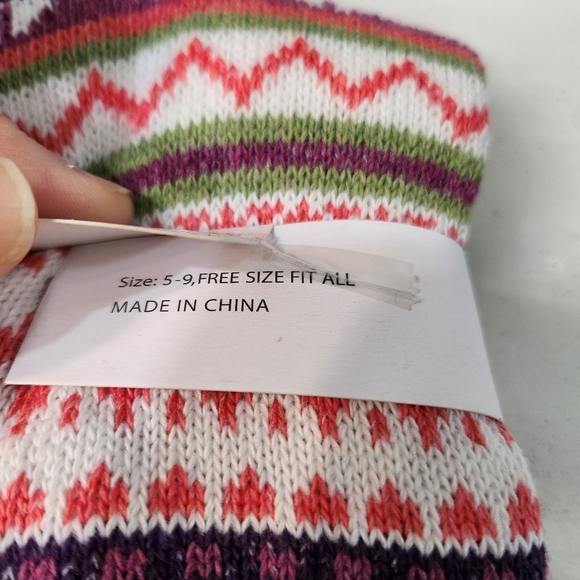 Size: 5-9,FREE SIZE FIT ALL
MADE IN CHINA